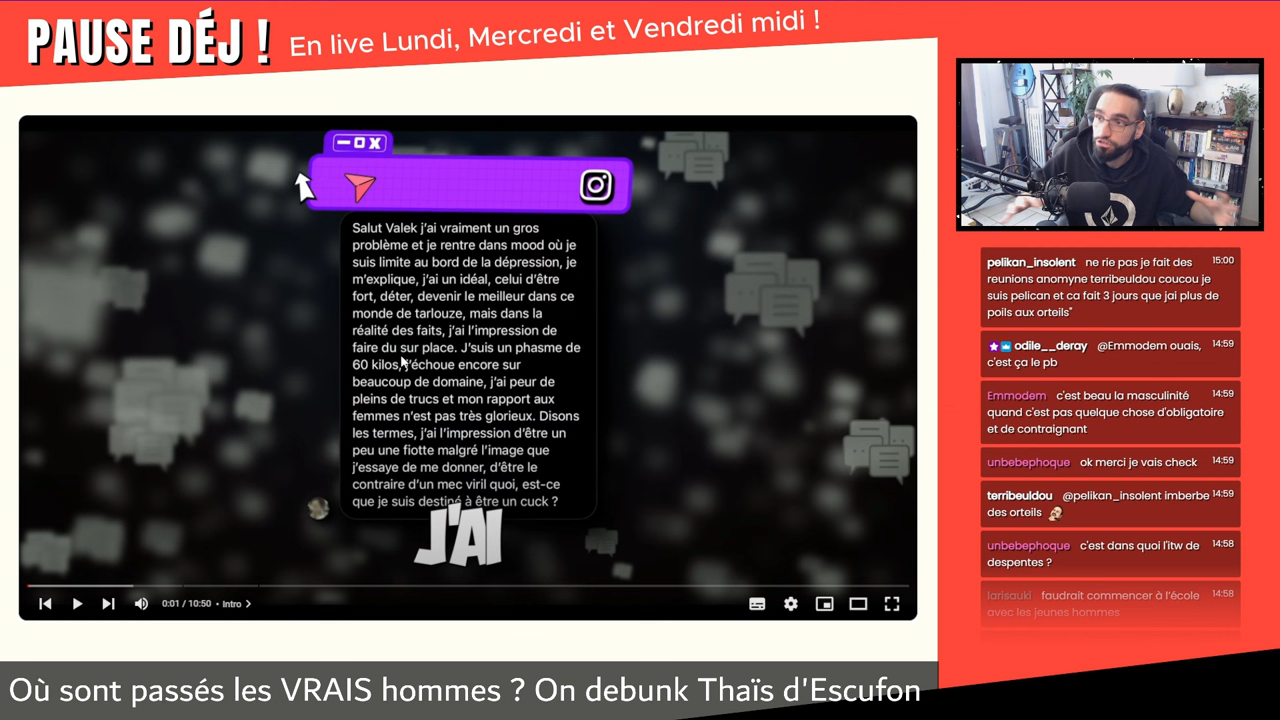 PAUSE DÉJ !
En live Lundi, Mercredi et Vendredi midi !
Salut Valek j'ai vraiment un gros
problème et je rentre dans mood où je
suis limite au bord de la dépression, je
m'explique, j'ai un idéal, celui d'être
fort, déter, devenir le meilleur dans ce
monde de tarlouze, mais dans la
réalité des faits, j'ai l'impression de
faire du sur place. J'suis un phasme de
60 kilos, j'échoue encore sur
beaucoup de domaine, j'ai peur de
pleins de trucs et mon rapport aux
femmes n'est pas très glorieux. Disons
les termes, j'ai l'impression d'être un
peu une fiotte malgré l'image que
j'essaye de me donner, d'être le
contraire d'un mec viril quoi, est-ce
que je suis destiné à être un cuck ?
J'AI
0:01 / 10:50 • Intro
pelikan_insolent ne rie pas je fait des 15:00
reunions anomyne terribeuldou coucou je
suis pelican et ca fait 3 jours que jai plus de
poils aux orteils"
odile__deray @Emmodem ouais, 14:59
c'est ça le pb
Emmodem c'est beau la masculinité 14:59
quand c'est pas quelque chose d'obligatoire
et de contraignant
unbebephoque ok merci je vais check 14:59
terribeuldou @pelikan_insolent imberbe 14:59
des orteils
unbebephoque c'est dans quoi l'itw de 14:58
despentes ?
larisauki faudrait commencer à l'école 14:58
avec les jeunes hommes
Où sont passés les VRAIS hommes ? On debunk Thaïs d'Escufon